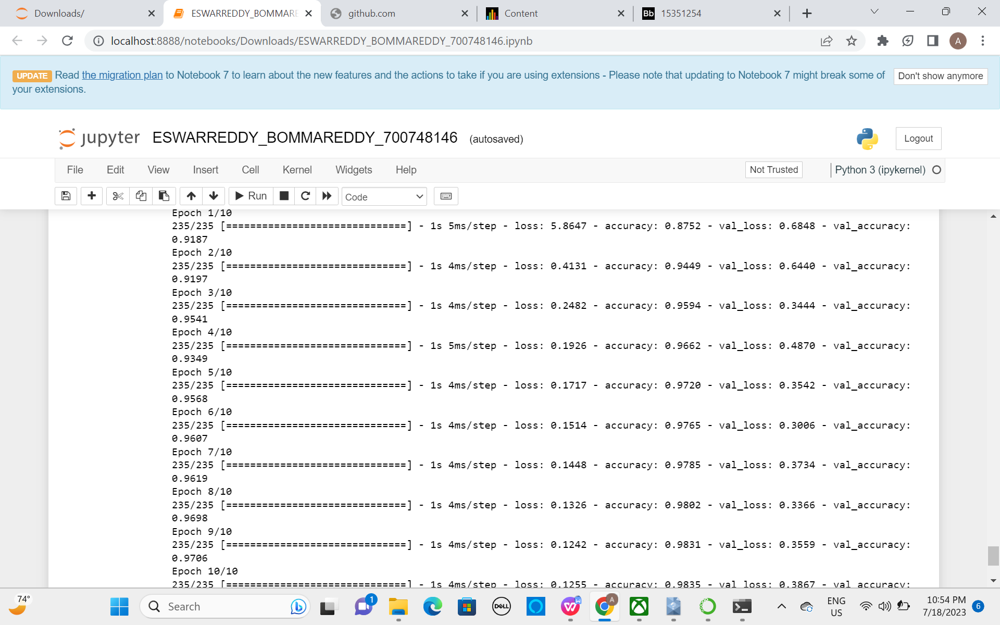 Downloads/
ESWARREDDY_BOMMARE
github.com
Content
Bb 15351254
localhost:8888/notebooks/Downloads/ESWARREDDY_BOMMAREDDY_700748146.ipynb
A
UPDATE Read the migration plan to Notebook 7 to learn about the new features and the actions to take if you are using extensions - Please note that updating to Notebook 7 might break some of
your extensions.
Don't show anymore
jupyter ESWARREDDY_BOMMAREDDY_700748146 (autosaved)
Logout
File Edit View Insert Cell Kernel Widgets Help
Not Trusted
Python 3 (ipykernel)
Run
Code
Epoch 1/10
235/235 [==============================] - 1s 5ms/step - loss: 5.8647 - accuracy: 0.8752 - val_loss: 0.6848 - val_accuracy:
0.9187
Epoch 2/10
235/235 [==============================] - 1s 4ms/step - loss: 0.4131 - accuracy: 0.9449 - val_loss: 0.6440 - val_accuracy:
0.9197
Epoch 3/10
235/235 [==============================] - 1s 4ms/step - loss: 0.2482 - accuracy: 0.9594 - val_loss: 0.3444 - val_accuracy:
0.9541
Epoch 4/10
235/235 [==============================] - 1s 5ms/step - loss: 0.1926 - accuracy: 0.9662 - val_loss: 0.4870 - val_accuracy:
0.9349
Epoch 5/10
235/235 [==============================] - 1s 4ms/step - loss: 0.1717 - accuracy: 0.9720 - val_loss: 0.3542 - val_accuracy:
0.9568
Epoch 6/10
235/235 [==============================] - 1s 4ms/step - loss: 0.1514 - accuracy: 0.9765 - val_loss: 0.3006 - val_accuracy:
0.9607
Epoch 7/10
235/235 [==============================] - 1s 4ms/step - loss: 0.1448 - accuracy: 0.9785 - val_loss: 0.3734 - val_accuracy:
0.9619
Epoch 8/10
235/235 [==============================] - 1s 4ms/step - loss: 0.1326 - accuracy: 0.9802 - val_loss: 0.3366 - val_accuracy:
0.9698
Epoch 9/10
235/235 [==============================] - 1s 4ms/step - loss: 0.1242 - accuracy: 0.9831 - val_loss: 0.3559 - val_accuracy:
0.9706
Epoch 10/10
235/235 [==============================] - 1s 4ms/step - loss: 0.1255 - accuracy: 0.9835 - val_loss: 0.3867 - val_accuracy:
74°
Search
1
DELL
A
ENG
US
10:54 PM
7/18/2023
6